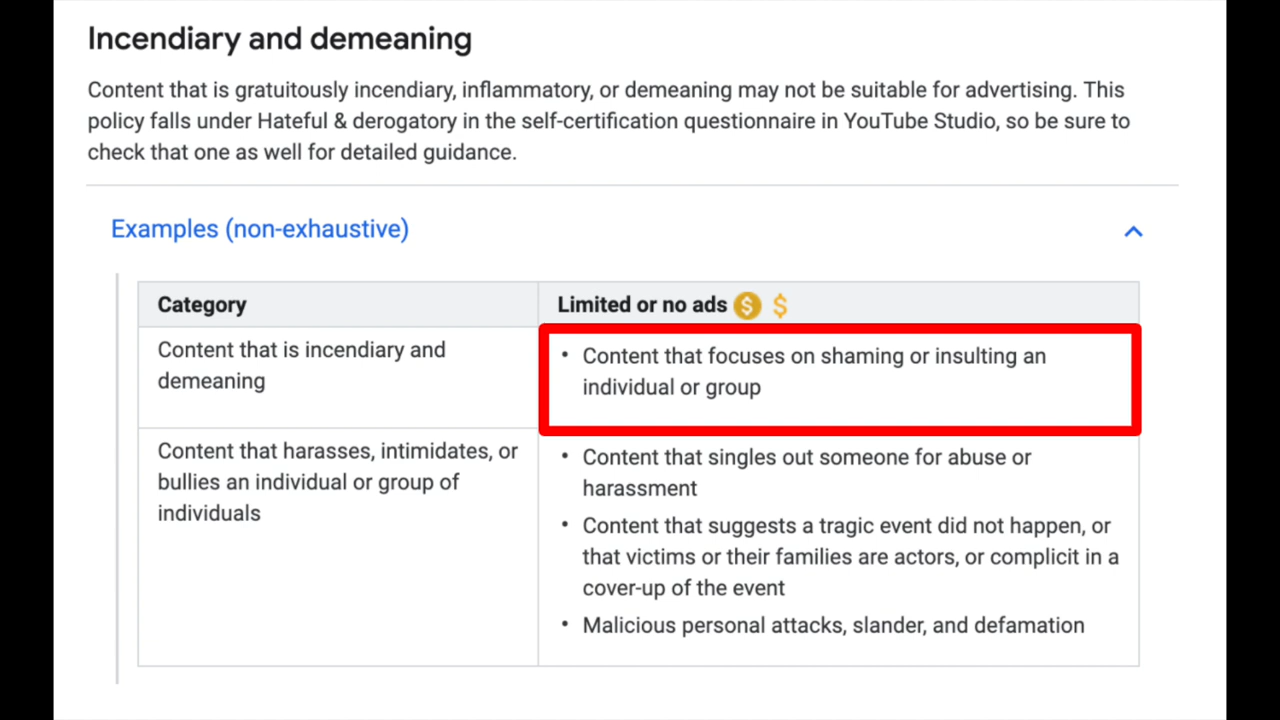 Incendiary and demeaning
Content that is gratuitously incendiary, inflammatory, or demeaning may not be suitable for advertising. This
policy falls under Hateful & derogatory in the self-certification questionnaire in YouTube Studio, so be sure to
check that one as well for detailed guidance.
Examples (non-exhaustive)
Category
Limited or no ads
Content that is incendiary and
demeaning
• Content that focuses on shaming or insulting an
individual or group
Content that harasses, intimidates, or
bullies an individual or group of
individuals
• Content that singles out someone for abuse or
harassment
• Content that suggests a tragic event did not happen, or
that victims or their families are actors, or complicit in a
cover-up of the event
• Malicious personal attacks, slander, and defamation